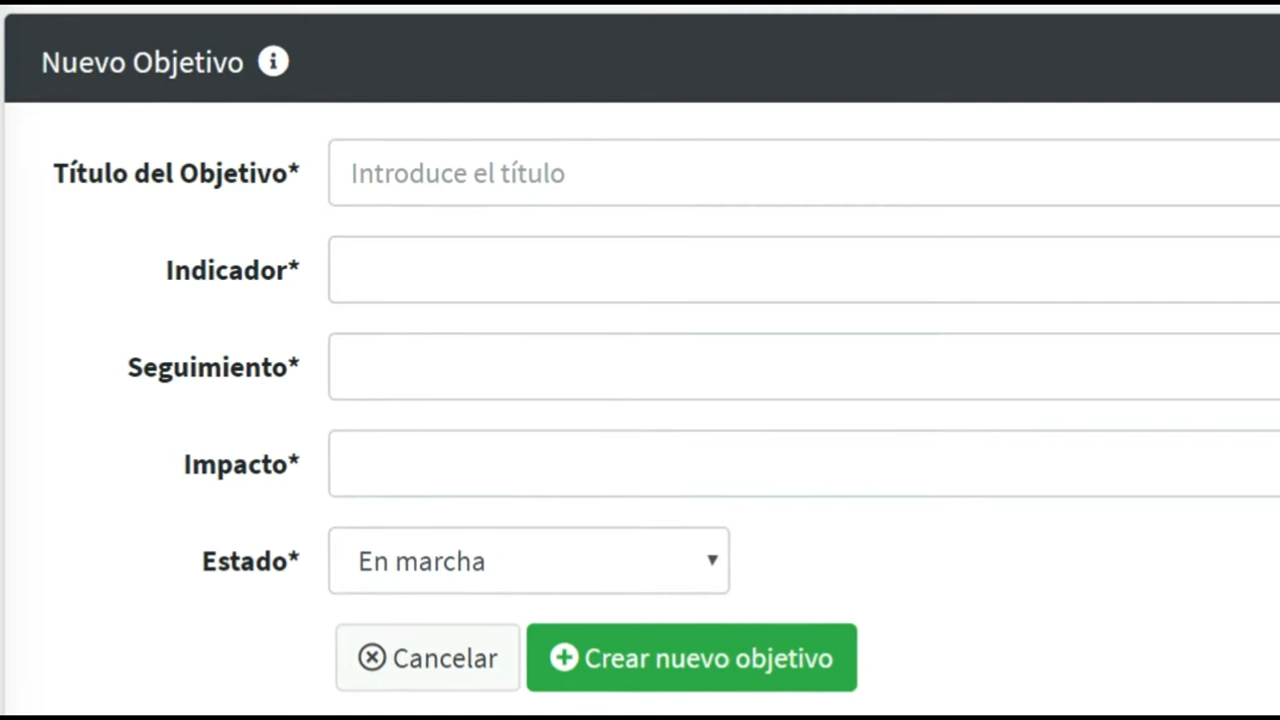 Nuevo Objetivo
Título del Objetivo*
Introduce el título
Indicador*
Seguimiento*
Impacto*
Estado*
En marcha
Cancelar
Crear nuevo objetivo